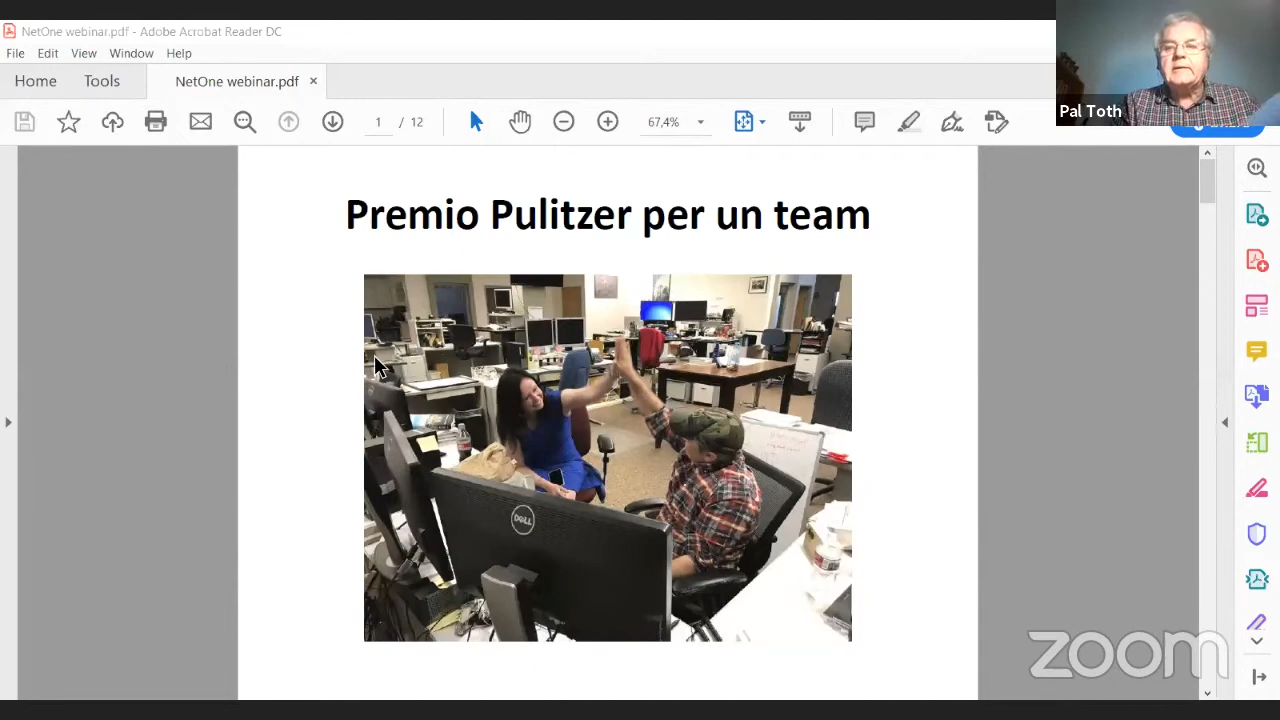 NetOne webinar.pdf - Adobe Acrobat Reader DC
File Edit View Window Help
Home Tools NetOne webinar.pdf ×
1 / 12 67,4%
Pal Toth
Premio Pulitzer per un team
DELL
zoom